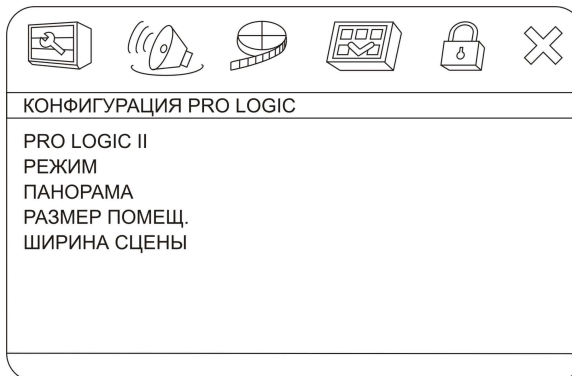 КОНФИГУРАЦИЯ PRO LOGIC
PRO LOGIC II
РЕЖИМ
ПАНОРАМА
РАЗМЕР ПОМЕЩ.
ШИРИНА СЦЕНЫ